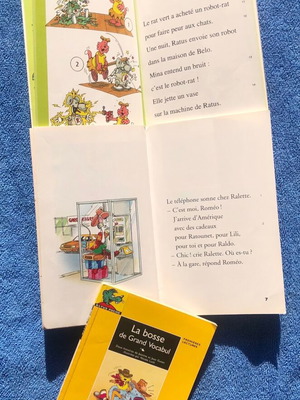 1
2
Le rat vert a acheté un robot-rat
pour faire peur aux chats.
Une nuit, Ratus envoie son robot
dans la maison de Belo.
Mina entend un bruit :
c'est le robot-rat !
Elle jette un vase
sur la machine de Ratus.
Le téléphone sonne chez Ralette.
– C'est moi, Roméo !
J'arrive d'Amérique
avec des cadeaux
pour Ratounet, pour Lili,
pour toi et pour Raldo.
– Chic ! crie Ralette. Où es-tu ?
– À la gare, répond Roméo.
7
La bosse
de Grand Vocabul
PREMIÈRES
LECTURES